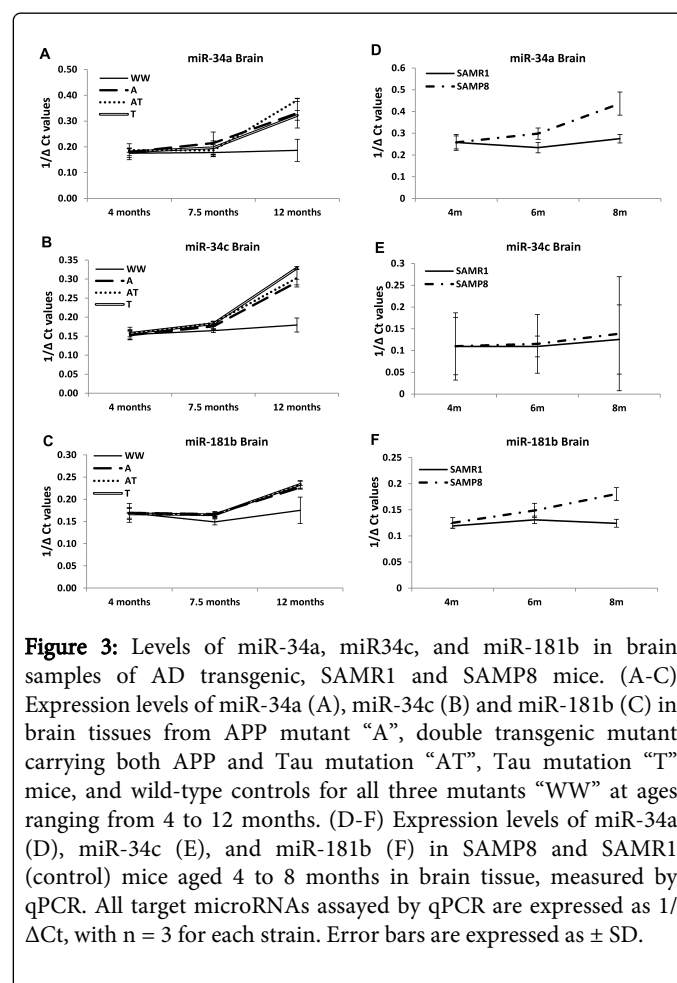 A
miR-34a Brain
WW
A
AT
T
1/Δ Ct values
0.50
0.40
0.30
0.20
0.10
0.00
4 months 7.5 months 12 months
D
miR-34a Brain
SAMR1
SAMP8
1/Δ Ct values
0.6
0.5
0.4
0.3
0.2
0.1
0
4m 6m 8m
B
miR-34c Brain
WW
A
AT
T
1/Δ Ct values
0.35
0.30
0.25
0.20
0.15
0.10
0.05
0.00
4 months 7.5 months 12 months
E
miR-34c Brain
SAMR1
SAMP8
1/Δ Ct values
0.3
0.25
0.2
0.15
0.1
0.05
0
4m 6m 8m
C
miR-181b Brain
WW
A
AT
T
1/Δ Ct values
0.30
0.25
0.20
0.15
0.10
0.05
0.00
4 months 7.5 months 12 months
F
miR-181b Brain
SAMR1
SAMP8
1/Δ Ct values
0.25
0.2
0.15
0.1
0.05
0
4m 6m 8m
Figure 3: Levels of miR-34a, miR34c, and miR-181b in brain
samples of AD transgenic, SAMR1 and SAMP8 mice. (A-C)
Expression levels of miR-34a (A), miR-34c (B) and miR-181b (C) in
brain tissues from APP mutant “A”, double transgenic mutant
carrying both APP and Tau mutation “AT”, Tau mutation “T”
mice, and wild-type controls for all three mutants “WW” at ages
ranging from 4 to 12 months. (D-F) Expression levels of miR-34a
(D), miR-34c (E), and miR-181b (F) in SAMP8 and SAMR1
(control) mice aged 4 to 8 months in brain tissue, measured by
qPCR. All target microRNAs assayed by qPCR are expressed as 1/
ΔCt, with n = 3 for each strain. Error bars are expressed as ± SD.